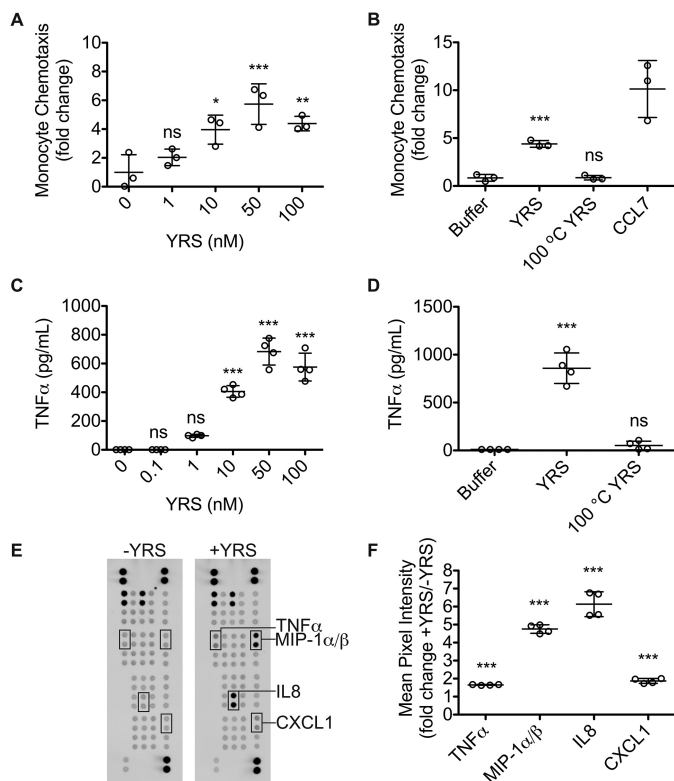 A
Monocyte Chemotaxis
(fold change)
6
4
2
0
ns
*
***
**
0
1
10
50
100
YRS (nM)
B
Monocyte Chemotaxis
(fold change)
15
10
5
0
***
ns
Buffer
YRS
100 °C YRS
CCL7
C
TNFα (pg/mL)
1000
800
600
400
200
0
ns
ns
***
***
***
0
0.1
1
10
50
100
YRS (nM)
D
TNFα (pg/mL)
1500
1000
500
0
***
ns
Buffer
YRS
100 °C YRS
E
-YRS
+YRS
TNFα
MIP-1α/β
IL8
CXCL1
F
Mean Pixel Intensity
(fold change +YRS/-YRS)
8
7
6
5
2
1
0
***
***
***
***
TNFα
MIP-1α/β
IL8
CXCL1